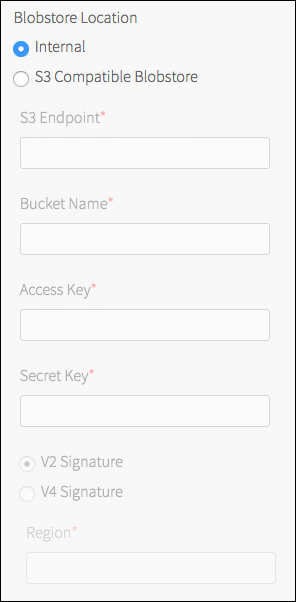 Blobstore Location
Internal
S3 Compatible Blobstore
S3 Endpoint*
Bucket Name*
Access Key*
Secret Key*
V2 Signature
V4 Signature
Region*